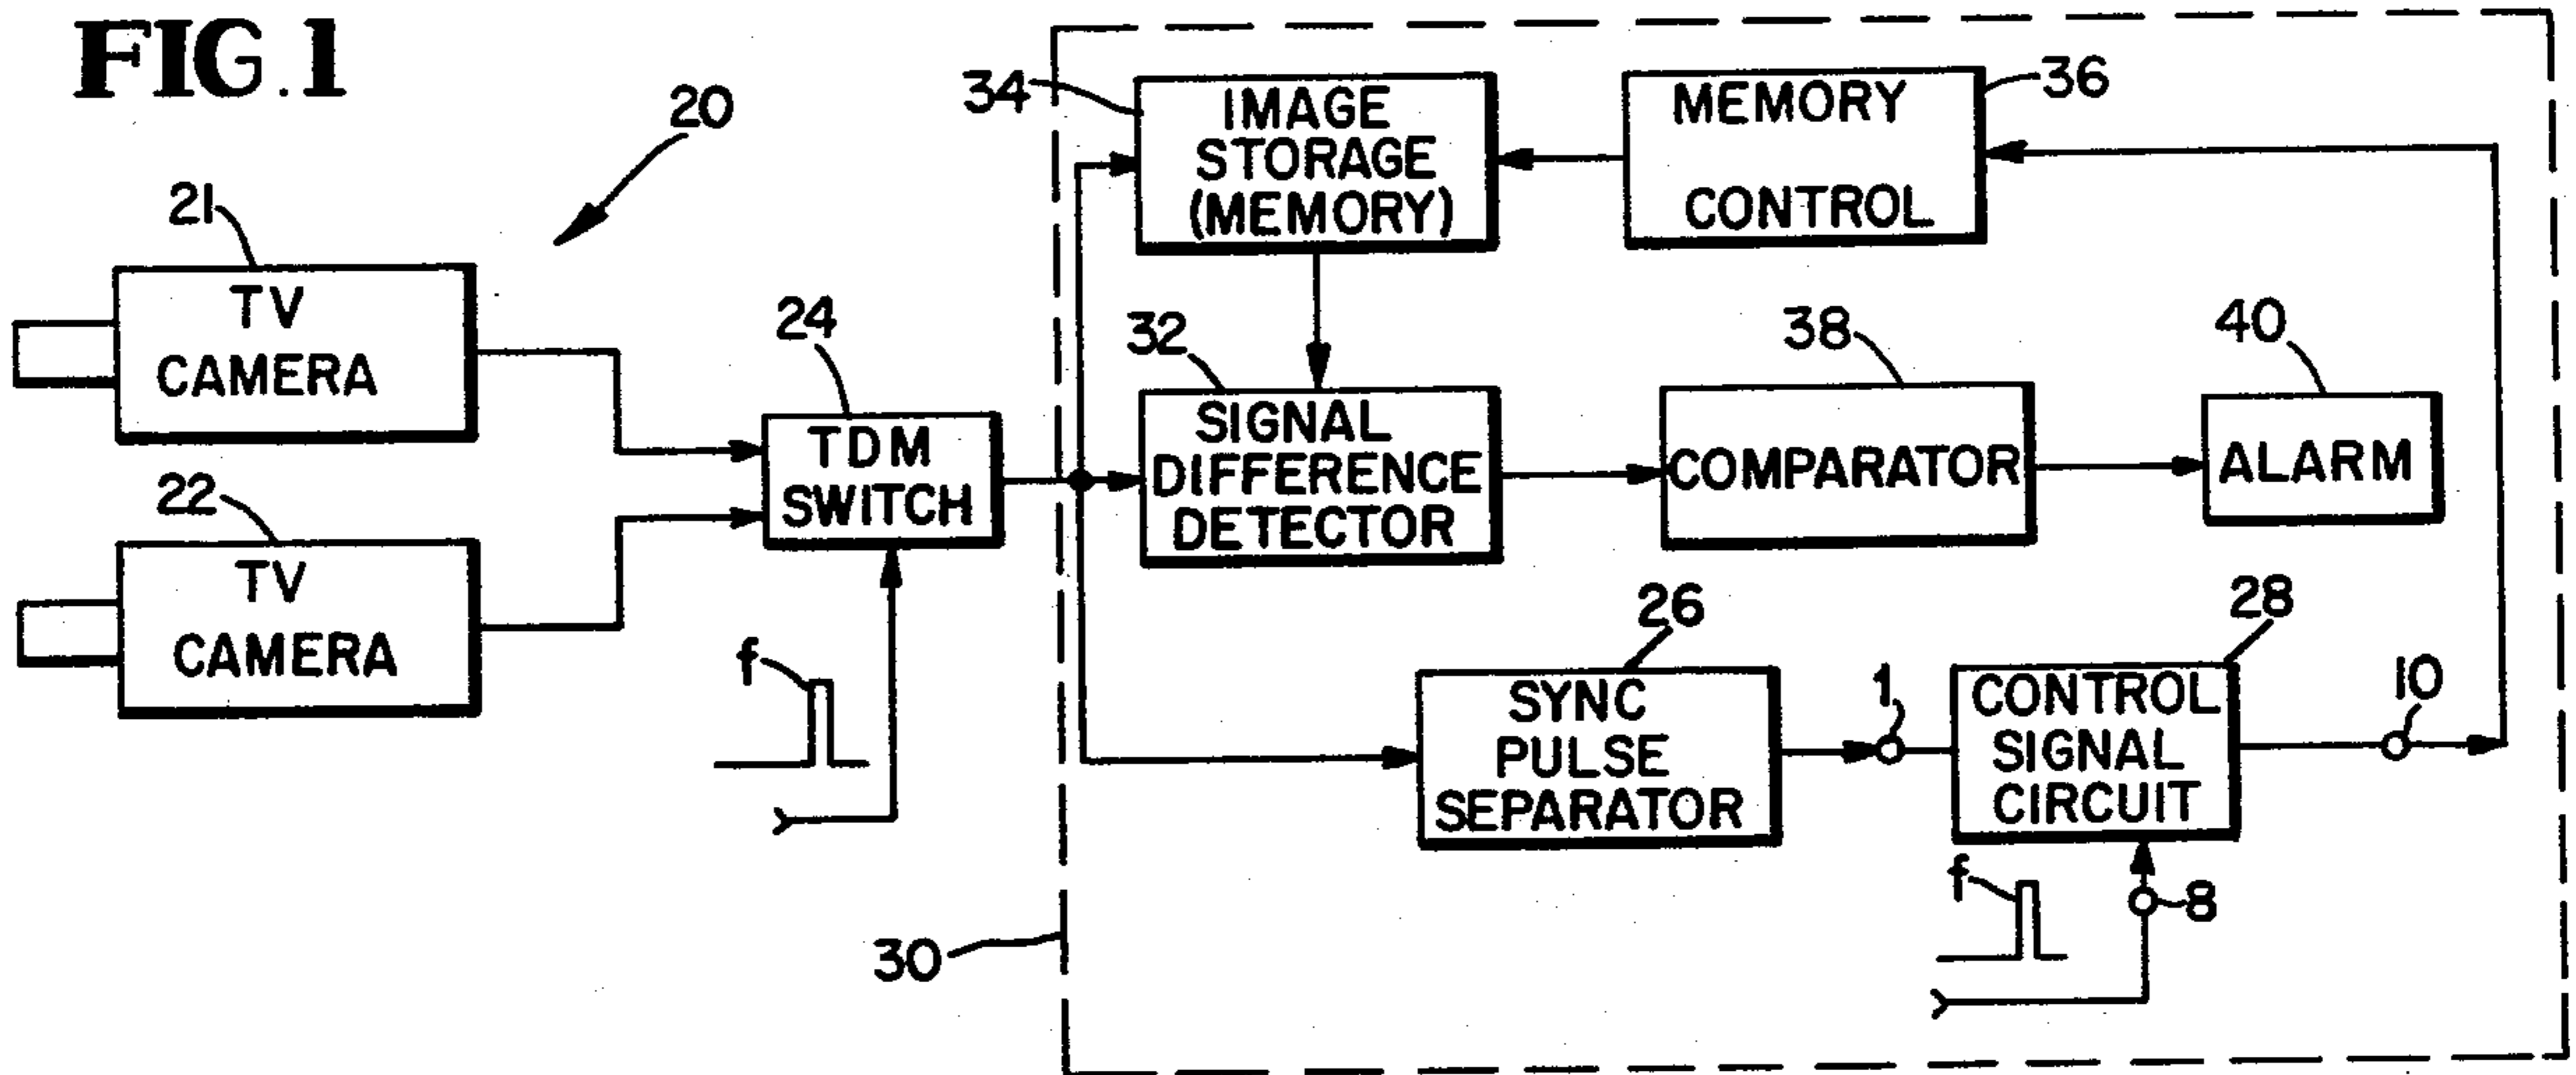 FIG.1
20
21
TV
CAMERA
22
TV
CAMERA
24
TDM
SWITCH
f
30
34
IMAGE
STORAGE
(MEMORY)
36
MEMORY
CONTROL
32
SIGNAL
DIFFERENCE
DETECTOR
38
COMPARATOR
40
ALARM
26
SYNC
PULSE
SEPARATOR
1
28
CONTROL
SIGNAL
CIRCUIT
10
f
8